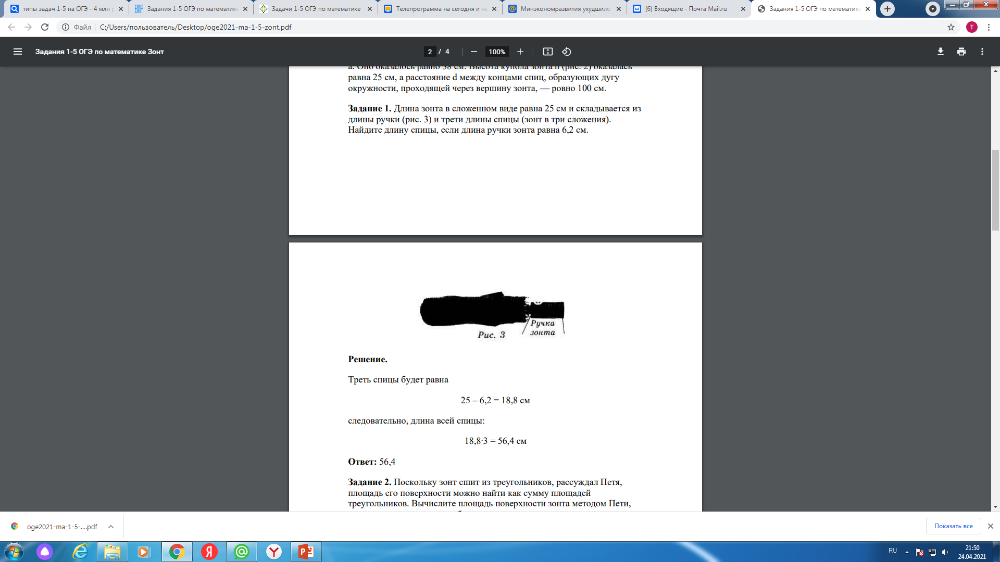 типы задач 1-5 на ОГЭ - 4 млн р
Задания 1-5 ОГЭ по математике
Задачи 1-5 ОГЭ по математике
Телепрограмма на сегодня и на
Минэкономразвития ухудшило
(6) Входящие - Почта Mail.ru
Задания 1-5 ОГЭ по математике
Файл
C:/Users/пользователь/Desktop/oge2021-ma-1-5-zont.pdf
T
Задания 1-5 ОГЭ по математике Зонт
2 / 4
100%
а. Оно оказалось равно 38 см. Высота купола зонта h (рис. 2) оказалась
равна 25 см, а расстояние d между концами спиц, образующих дугу
окружности, проходящей через вершину зонта, — ровно 100 см.
Задание 1. Длина зонта в сложенном виде равна 25 см и складывается из
длины ручки (рис. 3) и трети длины спицы (зонт в три сложения).
Найдите длину спицы, если длина ручки зонта равна 6,2 см.
Ручка
зонта
Рис. 3
Решение.
Треть спицы будет равна
25 – 6,2 = 18,8 см
следовательно, длина всей спицы:
18,8∙3 = 56,4 см
Ответ: 56,4
Задание 2. Поскольку зонт сшит из треугольников, рассуждал Петя,
площадь его поверхности можно найти как сумму площадей
треугольников. Вычислите площадь поверхности зонта методом Пети,
oge2021-ma-1-5-....pdf
Показать все
RU
21:50
24.04.2021